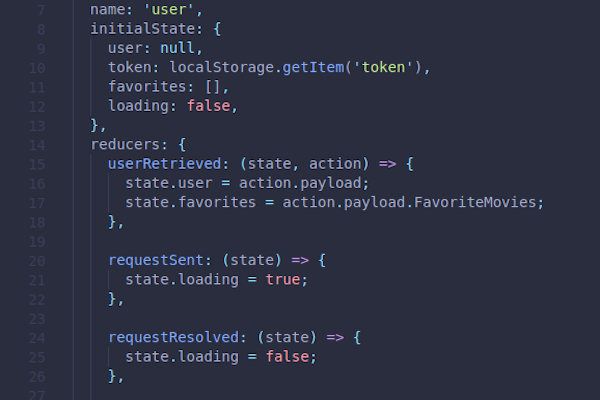 7 name: 'user',
8 initialState: {
9 user: null,
10 token: localStorage.getItem('token'),
11 favorites: [],
12 loading: false,
13 },
14 reducers: {
15 userRetrieved: (state, action) => {
16 state.user = action.payload;
17 state.favorites = action.payload.FavoriteMovies;
18 },
19
20 requestSent: (state) => {
21 state.loading = true;
22 },
23
24 requestResolved: (state) => {
25 state.loading = false;
26 },
27